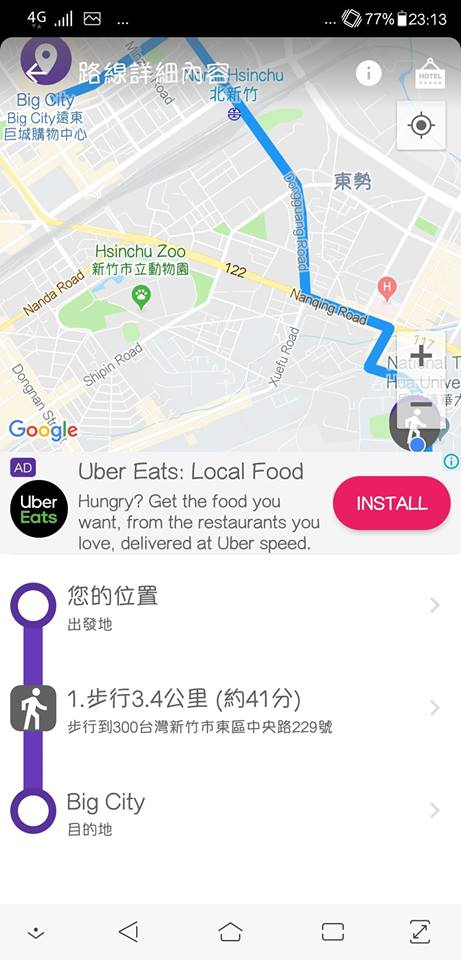 4G ... ... 77% 23:13
路線詳細內容
HOTEL
North Hsinchu
北新竹
Big City
Big City遠東
巨城購物中心
東勢
Dongguang Road
Hsinchu Zoo
新竹市立動物園
122
H
Nanda Road
Nanqing Road
117
Shipin Road
Xuefu Road
National T
Hua Univer
Dongnan Str
Google
AD
Uber Eats: Local Food
Uber
Eats
Hungry? Get the food you
want, from the restaurants you
love, delivered at Uber speed.
INSTALL
您的位置
出發地
1.步行3.4公里 (約41分)
步行到300台灣新竹市東區中央路229號
Big City
目的地